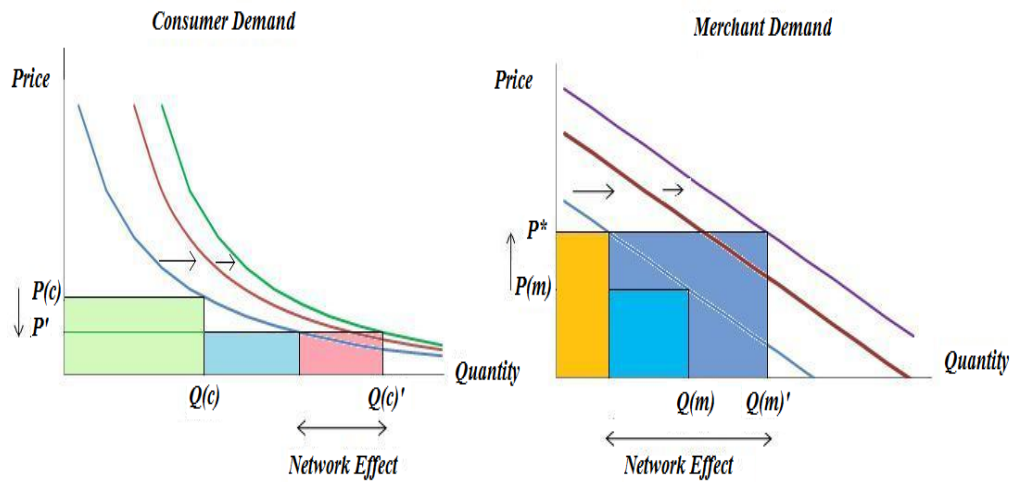 Consumer Demand
Price
P(c)
P'
Quantity
Q(c)
Q(c)'
Network Effect
Merchant Demand
Price
P*
P(m)
Quantity
Q(m)
Q(m)'
Network Effect